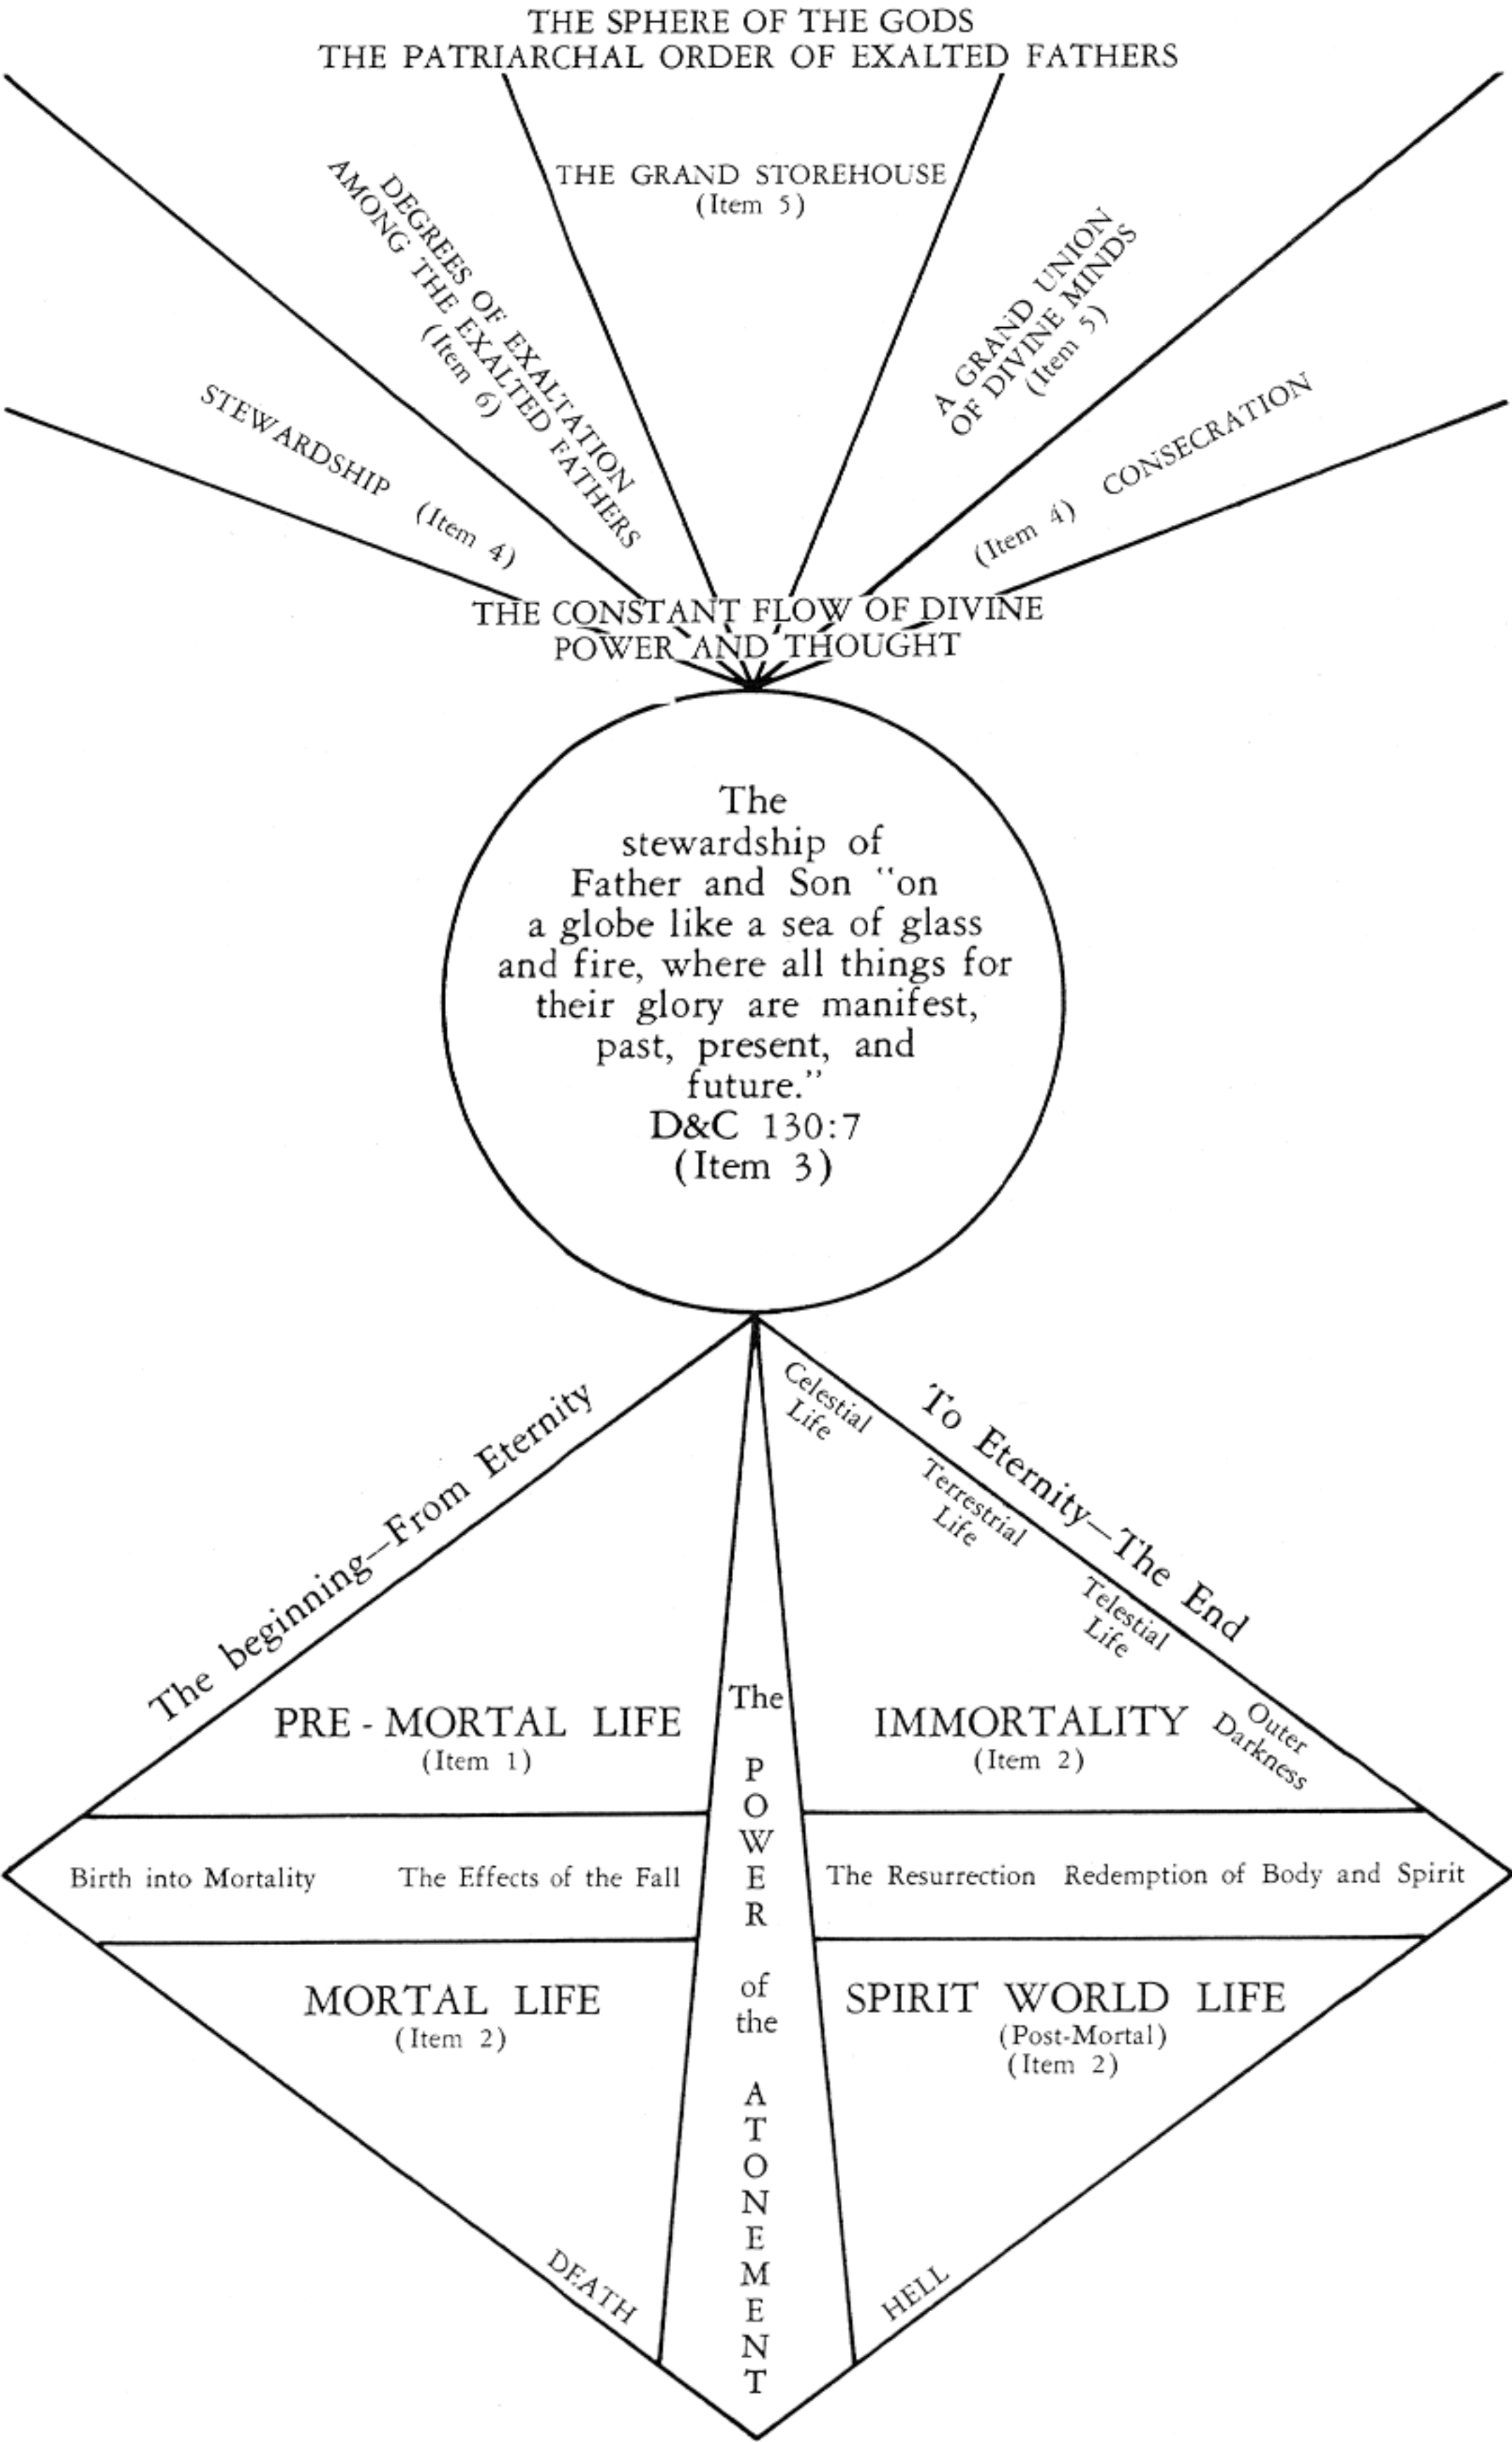 THE SPHERE OF THE GODS
THE PATRIARCHAL ORDER OF EXALTED FATHERS
THE GRAND STOREHOUSE
(Item 5)
DEGREES OF EXALTATION
AMONG THE EXALTED FATHERS
(Item 6)
A GRAND UNION
OF DIVINE MINDS
(Item 5)
STEWARDSHIP (Item 4)
(Item 4) CONSECRATION
THE CONSTANT FLOW OF DIVINE
POWER AND THOUGHT
The
stewardship of
Father and Son “on
a globe like a sea of glass
and fire, where all things for
their glory are manifest,
past, present, and
future.”
D&C 130:7
(Item 3)
The beginning—From Eternity
To Eternity—The End
Celestial
Life
Terrestrial
Life
Telestial
Life
Outer
Darkness
PRE - MORTAL LIFE
(Item 1)
IMMORTALITY
(Item 2)
Birth into Mortality The Effects of the Fall
The Resurrection Redemption of Body and Spirit
MORTAL LIFE
(Item 2)
SPIRIT WORLD LIFE
(Post-Mortal)
(Item 2)
The
POWER
of
the
ATONEMENT
DEATH
HELL